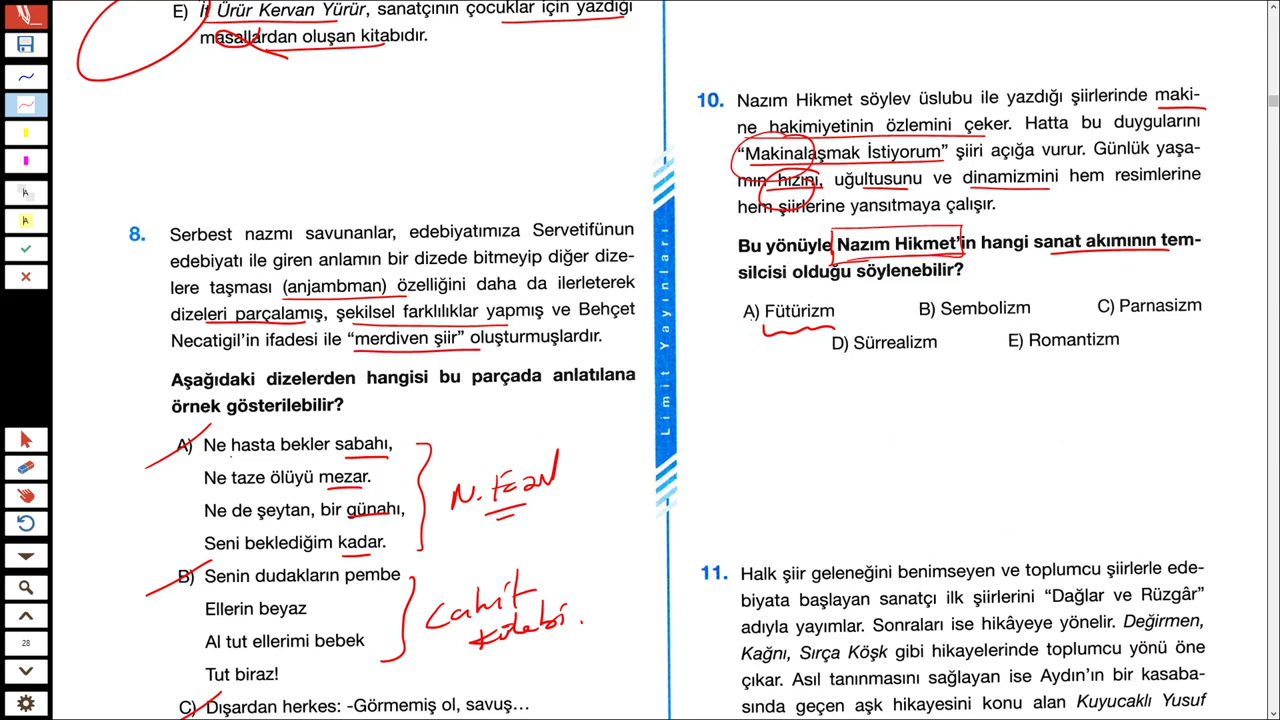 E) İt Ürür Kervan Yürür, sanatçının çocuklar için yazdığı
masallardan oluşan kitabıdır.
8. Serbest nazmı savunanlar, edebiyatımıza Servetifünun
edebiyatı ile giren anlamın bir dizede bitmeyip diğer dize-
lere taşması (anjambman) özelliğini daha da ilerleterek
dizeleri parçalamış, şekilsel farklılıklar yapmış ve Behçet
Necatigil'in ifadesi ile "merdiven şiir" oluşturmuşlardır.
Aşağıdaki dizelerden hangisi bu parçada anlatılana
örnek gösterilebilir?
A) Ne hasta bekler sabahı,
Ne taze ölüyü mezar.
Ne de şeytan, bir günahı,
Seni beklediğim kadar.
N. Fazıl
B) Senin dudakların pembe
Ellerin beyaz
Al tut ellerimi bebek
Tut biraz!
Cahit
Külebi.
C) Dışardan herkes: -Görmemiş ol, savuş...
Limit Yayınları
10. Nazım Hikmet söylev üslubu ile yazdığı şiirlerinde maki-
ne hakimiyetinin özlemini çeker. Hatta bu duygularını
"Makinalaşmak İstiyorum" şiiri açığa vurur. Günlük yaşa-
mın hızını, uğultusunu ve dinamizmini hem resimlerine
hem şiirlerine yansıtmaya çalışır.
Bu yönüyle Nazım Hikmet'in hangi sanat akımının tem-
silcisi olduğu söylenebilir?
A) Fütürizm B) Sembolizm C) Parnasizm
D) Sürrealizm E) Romantizm
11. Halk şiir geleneğini benimseyen ve toplumcu şiirlerle ede-
biyata başlayan sanatçı ilk şiirlerini "Dağlar ve Rüzgâr"
adıyla yayımlar. Sonraları ise hikâyeye yönelir. Değirmen,
Kağnı, Sırça Köşk gibi hikayelerinde toplumcu yönü öne
çıkar. Asıl tanınmasını sağlayan ise Aydın'ın bir kasaba-
sında geçen aşk hikayesini konu alan Kuyucaklı Yusuf
28